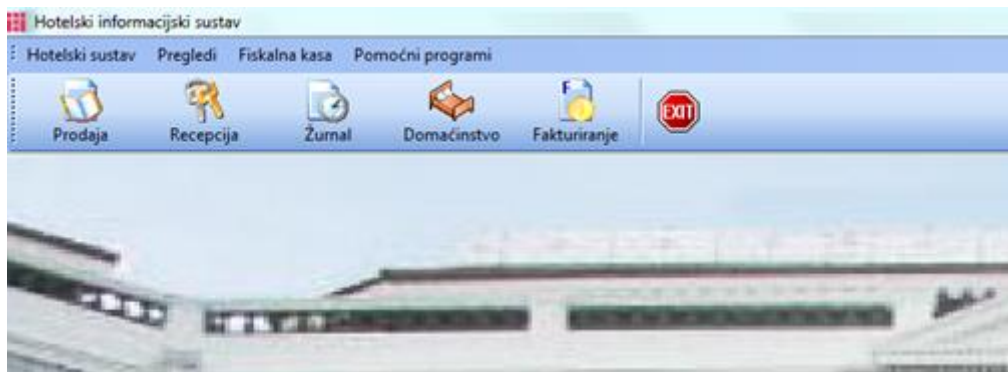 Hotelski informacijski sustav
Hotelski sustav Pregledi Fiskalna kasa Pomoćni programi
F
EXIT
Prodaja Recepcija Žurnal Domaćinstvo Fakturiranje